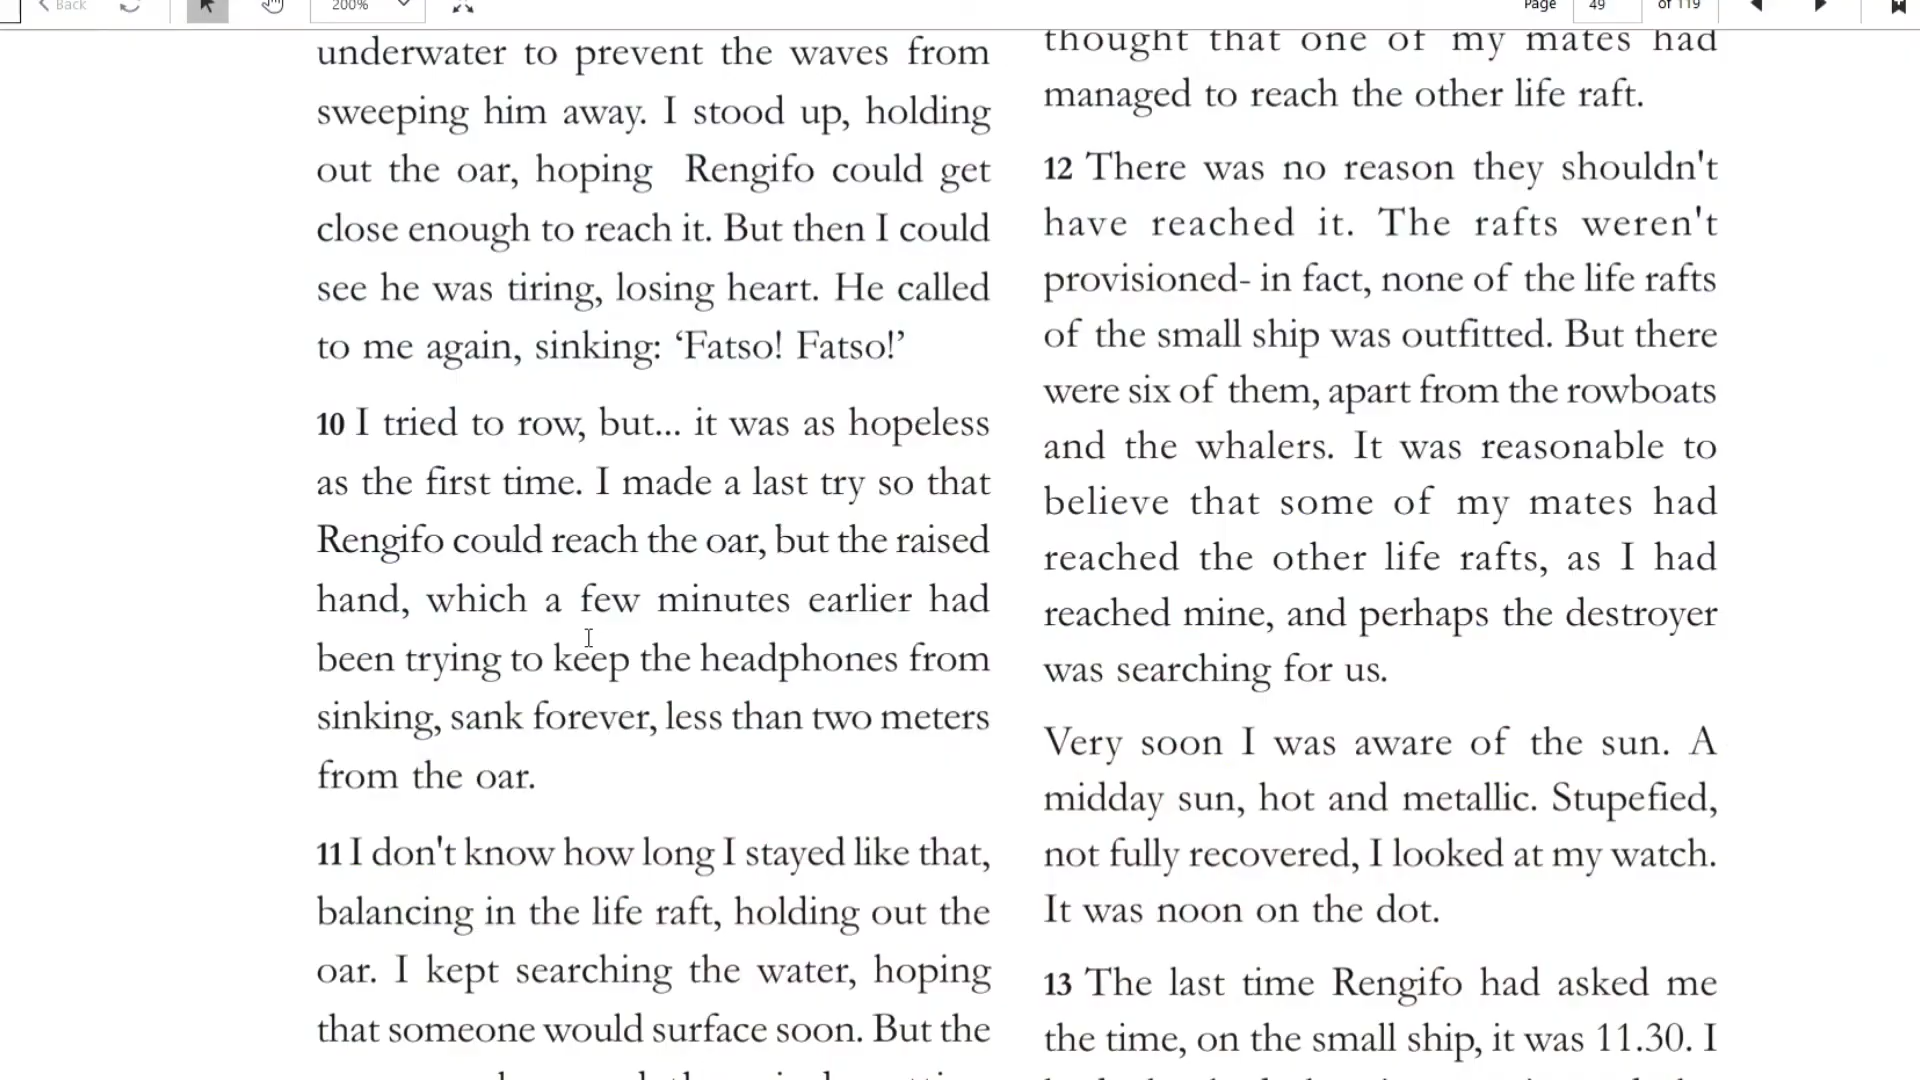 Back
200%
Page 49 of 119
underwater to prevent the waves from
sweeping him away. I stood up, holding
out the oar, hoping Rengifo could get
close enough to reach it. But then I could
see he was tiring, losing heart. He called
to me again, sinking: ‘Fatso! Fatso!’
10 I tried to row, but... it was as hopeless
as the first time. I made a last try so that
Rengifo could reach the oar, but the raised
hand, which a few minutes earlier had
been trying to keep the headphones from
sinking, sank forever, less than two meters
from the oar.
11 I don't know how long I stayed like that,
balancing in the life raft, holding out the
oar. I kept searching the water, hoping
that someone would surface soon. But the
thought that one of my mates had
managed to reach the other life raft.
12 There was no reason they shouldn't
have reached it. The rafts weren't
provisioned- in fact, none of the life rafts
of the small ship was outfitted. But there
were six of them, apart from the rowboats
and the whalers. It was reasonable to
believe that some of my mates had
reached the other life rafts, as I had
reached mine, and perhaps the destroyer
was searching for us.
Very soon I was aware of the sun. A
midday sun, hot and metallic. Stupefied,
not fully recovered, I looked at my watch.
It was noon on the dot.
13 The last time Rengifo had asked me
the time, on the small ship, it was 11.30. I